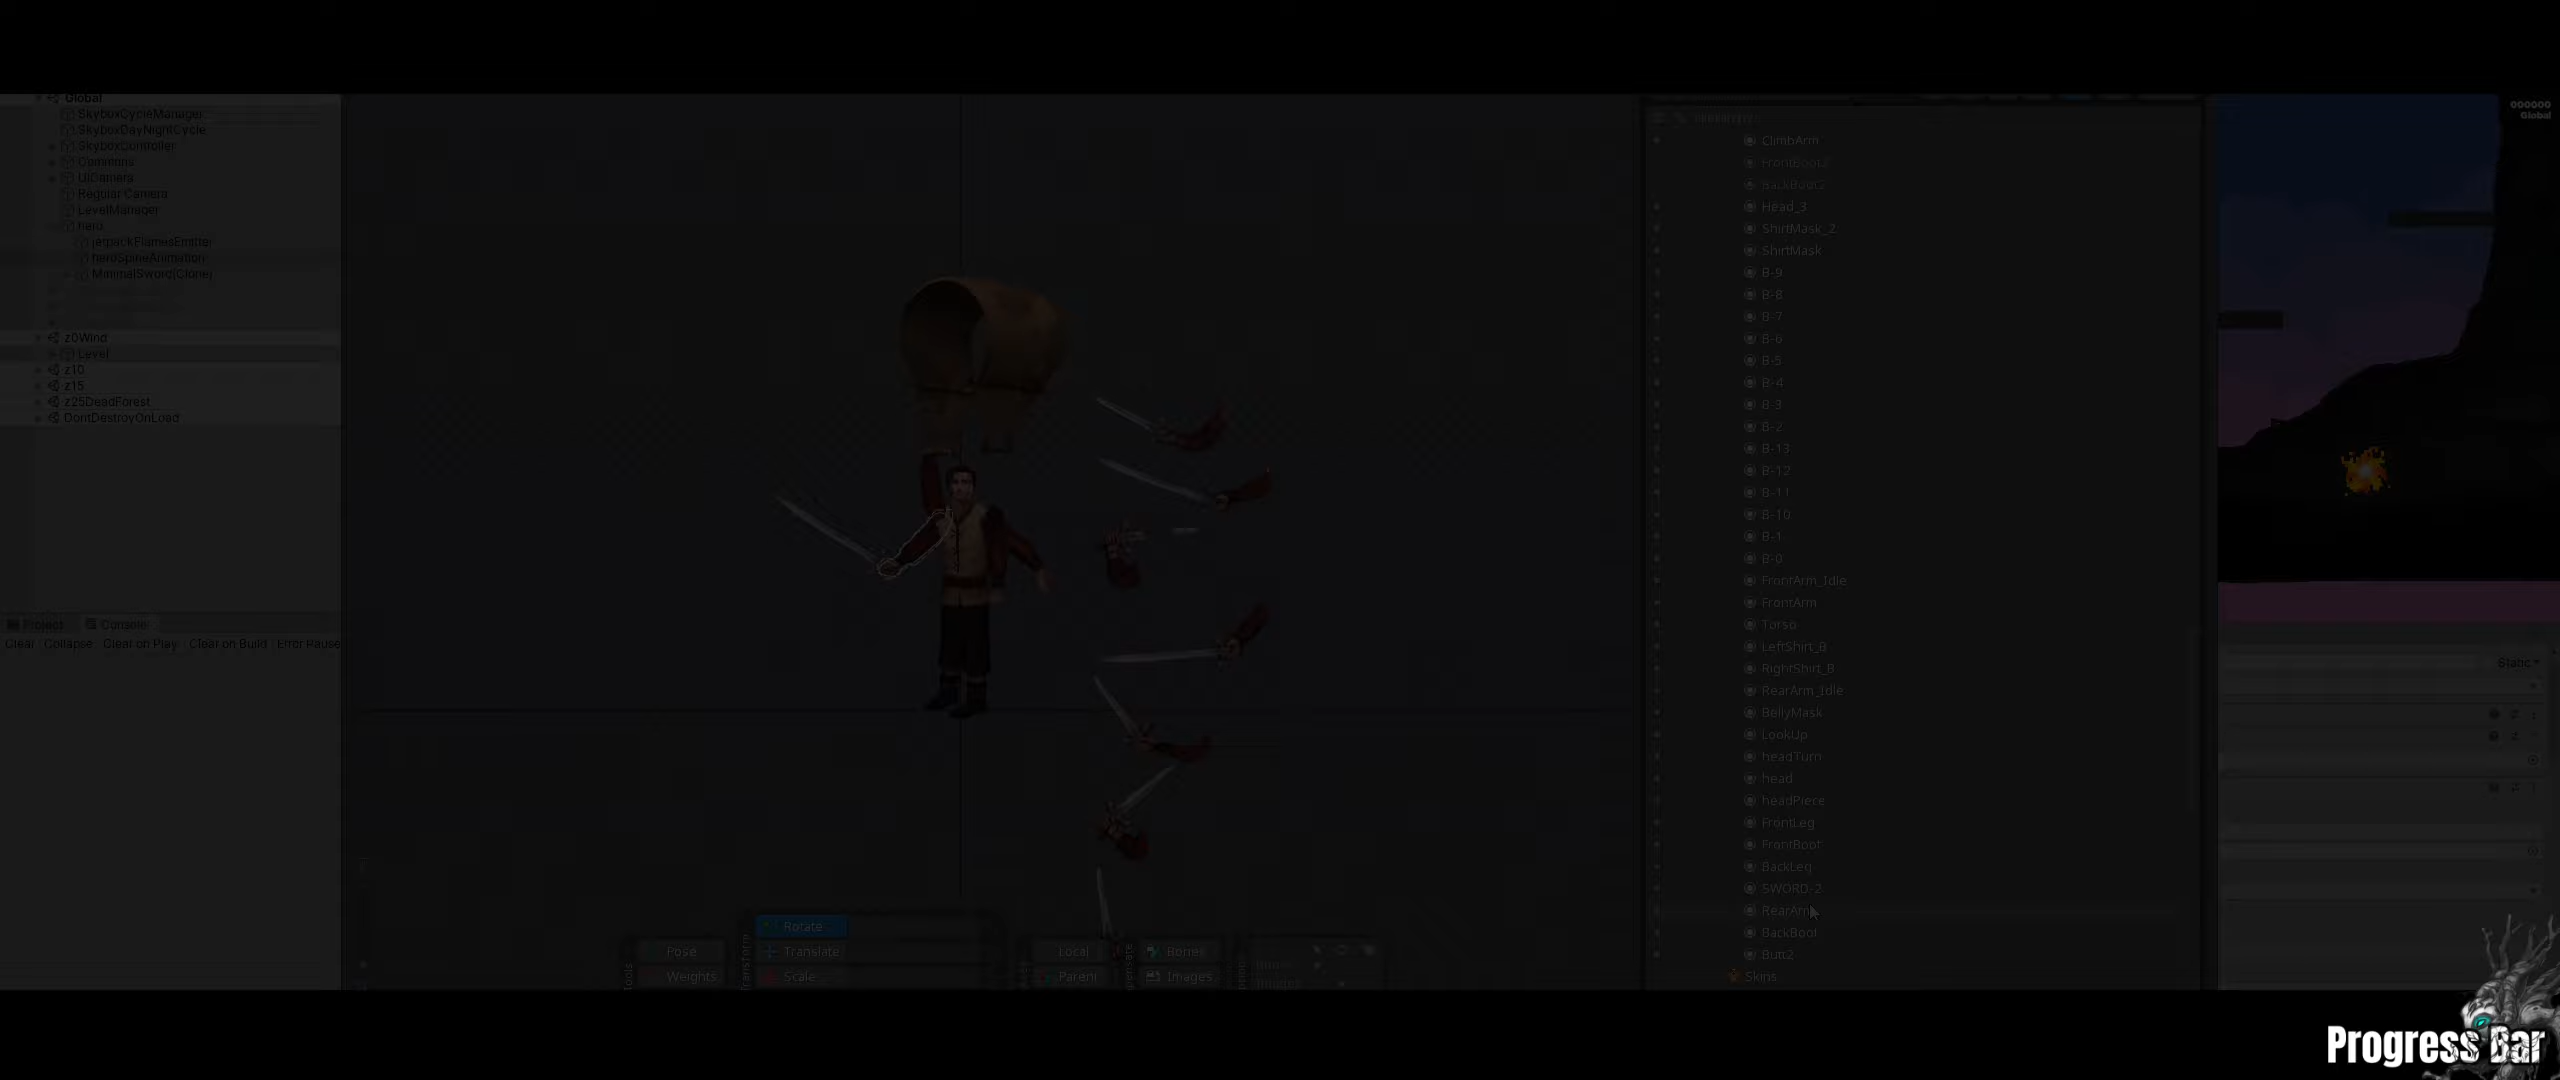 Global
SkyboxCycleManager
SkyboxDayNightCycle
SkyboxController
UICamera
Regular Camera
LevelManager
hero
jetpackFlamesEmitter
heroSpineAnimation
MinimalSword(Clone)
z0Wind
Level
z10
z15
z25DeadForest
DontDestroyOnLoad
Project Console
Clear Collapse Clear on Play Clear on Build Error Pause
Rotate
Pose Translate Local Bones
Weights Scale Parent Images
ClimbArm
FrontBoot2
BackBoot2
Head_3
ShirtMask_2
ShirtMask
B-9
B-8
B-7
B-6
B-5
B-4
B-3
B-2
B-13
B-12
B-11
B-10
B-1
B-0
FrontArm_Idle
FrontArm
Torso
LeftShirt_B
RightShirt_B
RearArm_Idle
BellyMask
LookUp
headTurn
head
headPiece
FrontLeg
FrontBoot
BackLeg
SWORD-2
RearArm
BackBoot
Butt2
Skins
000000
Global
Static
Progress Bar